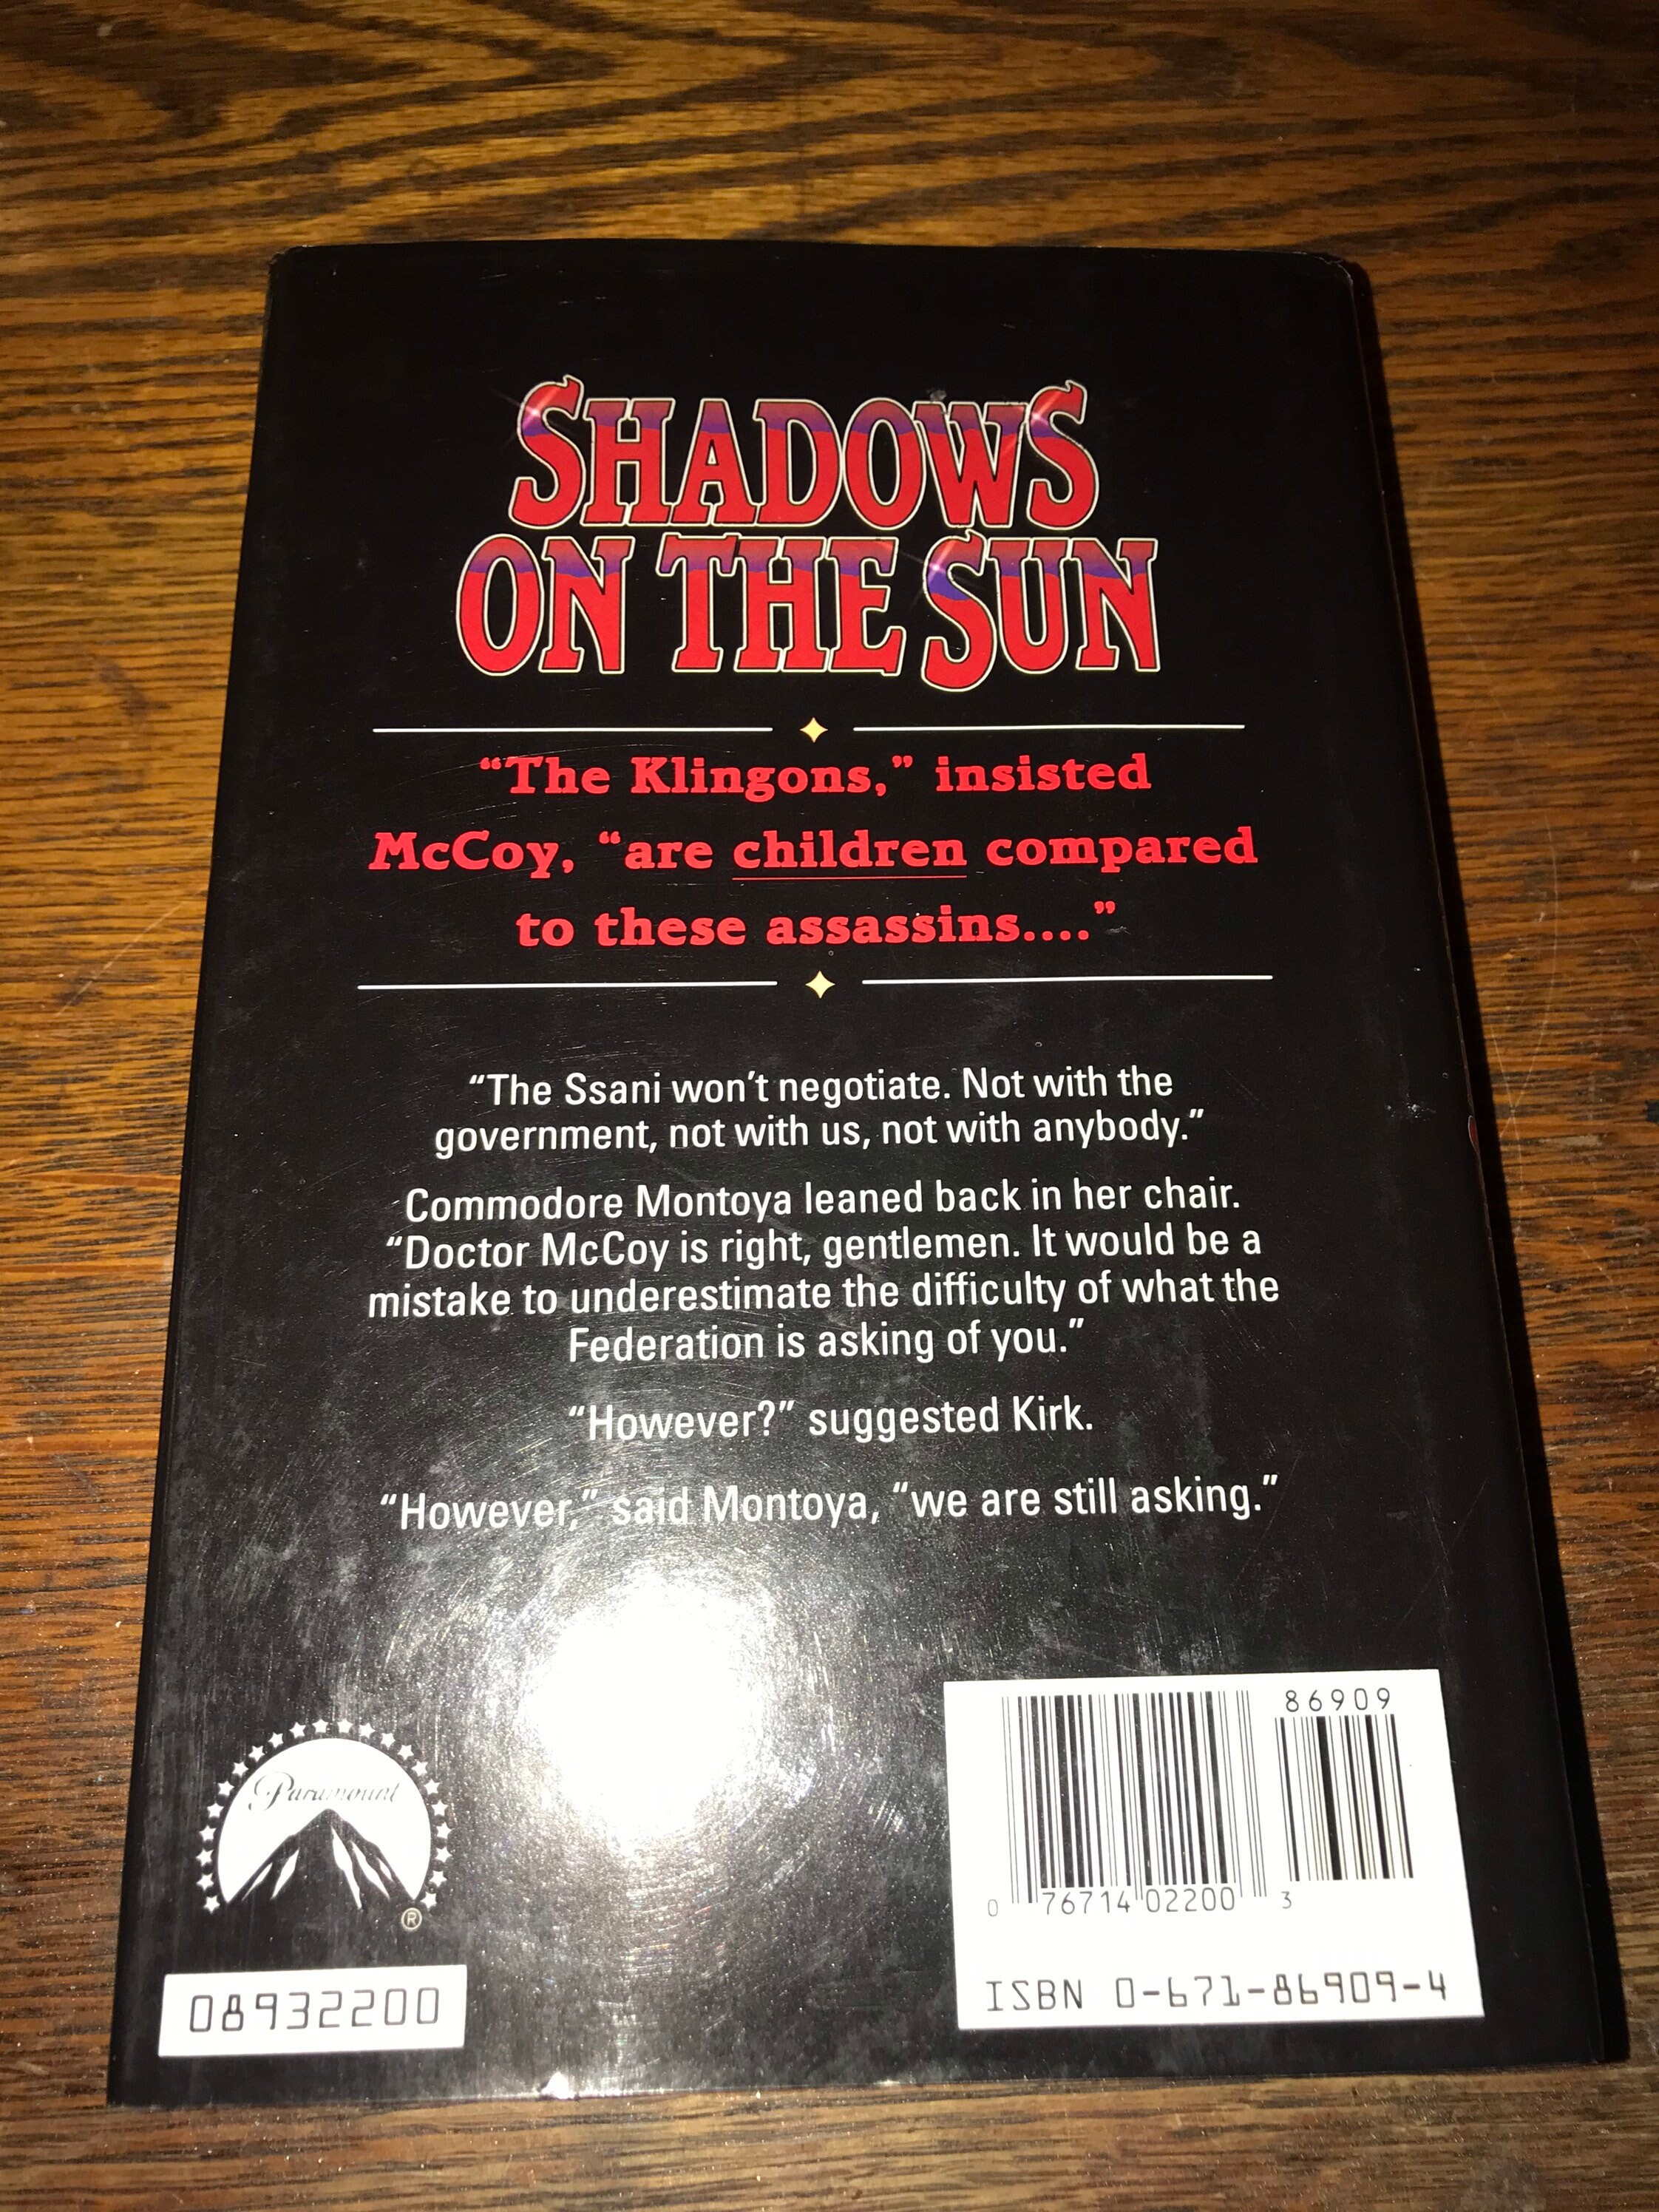 SHADOWS
ON THE SUN
“The Klingons,” insisted
McCoy, “are children compared
to these assassins....”
“The Ssani won’t negotiate. Not with the
government, not with us, not with anybody.”
Commodore Montoya leaned back in her chair.
“Doctor McCoy is right, gentlemen. It would be a
mistake to underestimate the difficulty of what the
Federation is asking of you.”
“However?” suggested Kirk.
“However,” said Montoya, “we are still asking.”
Paramount
®
08932200
86909
0 76714 02200 3
ISBN 0-671-86909-4